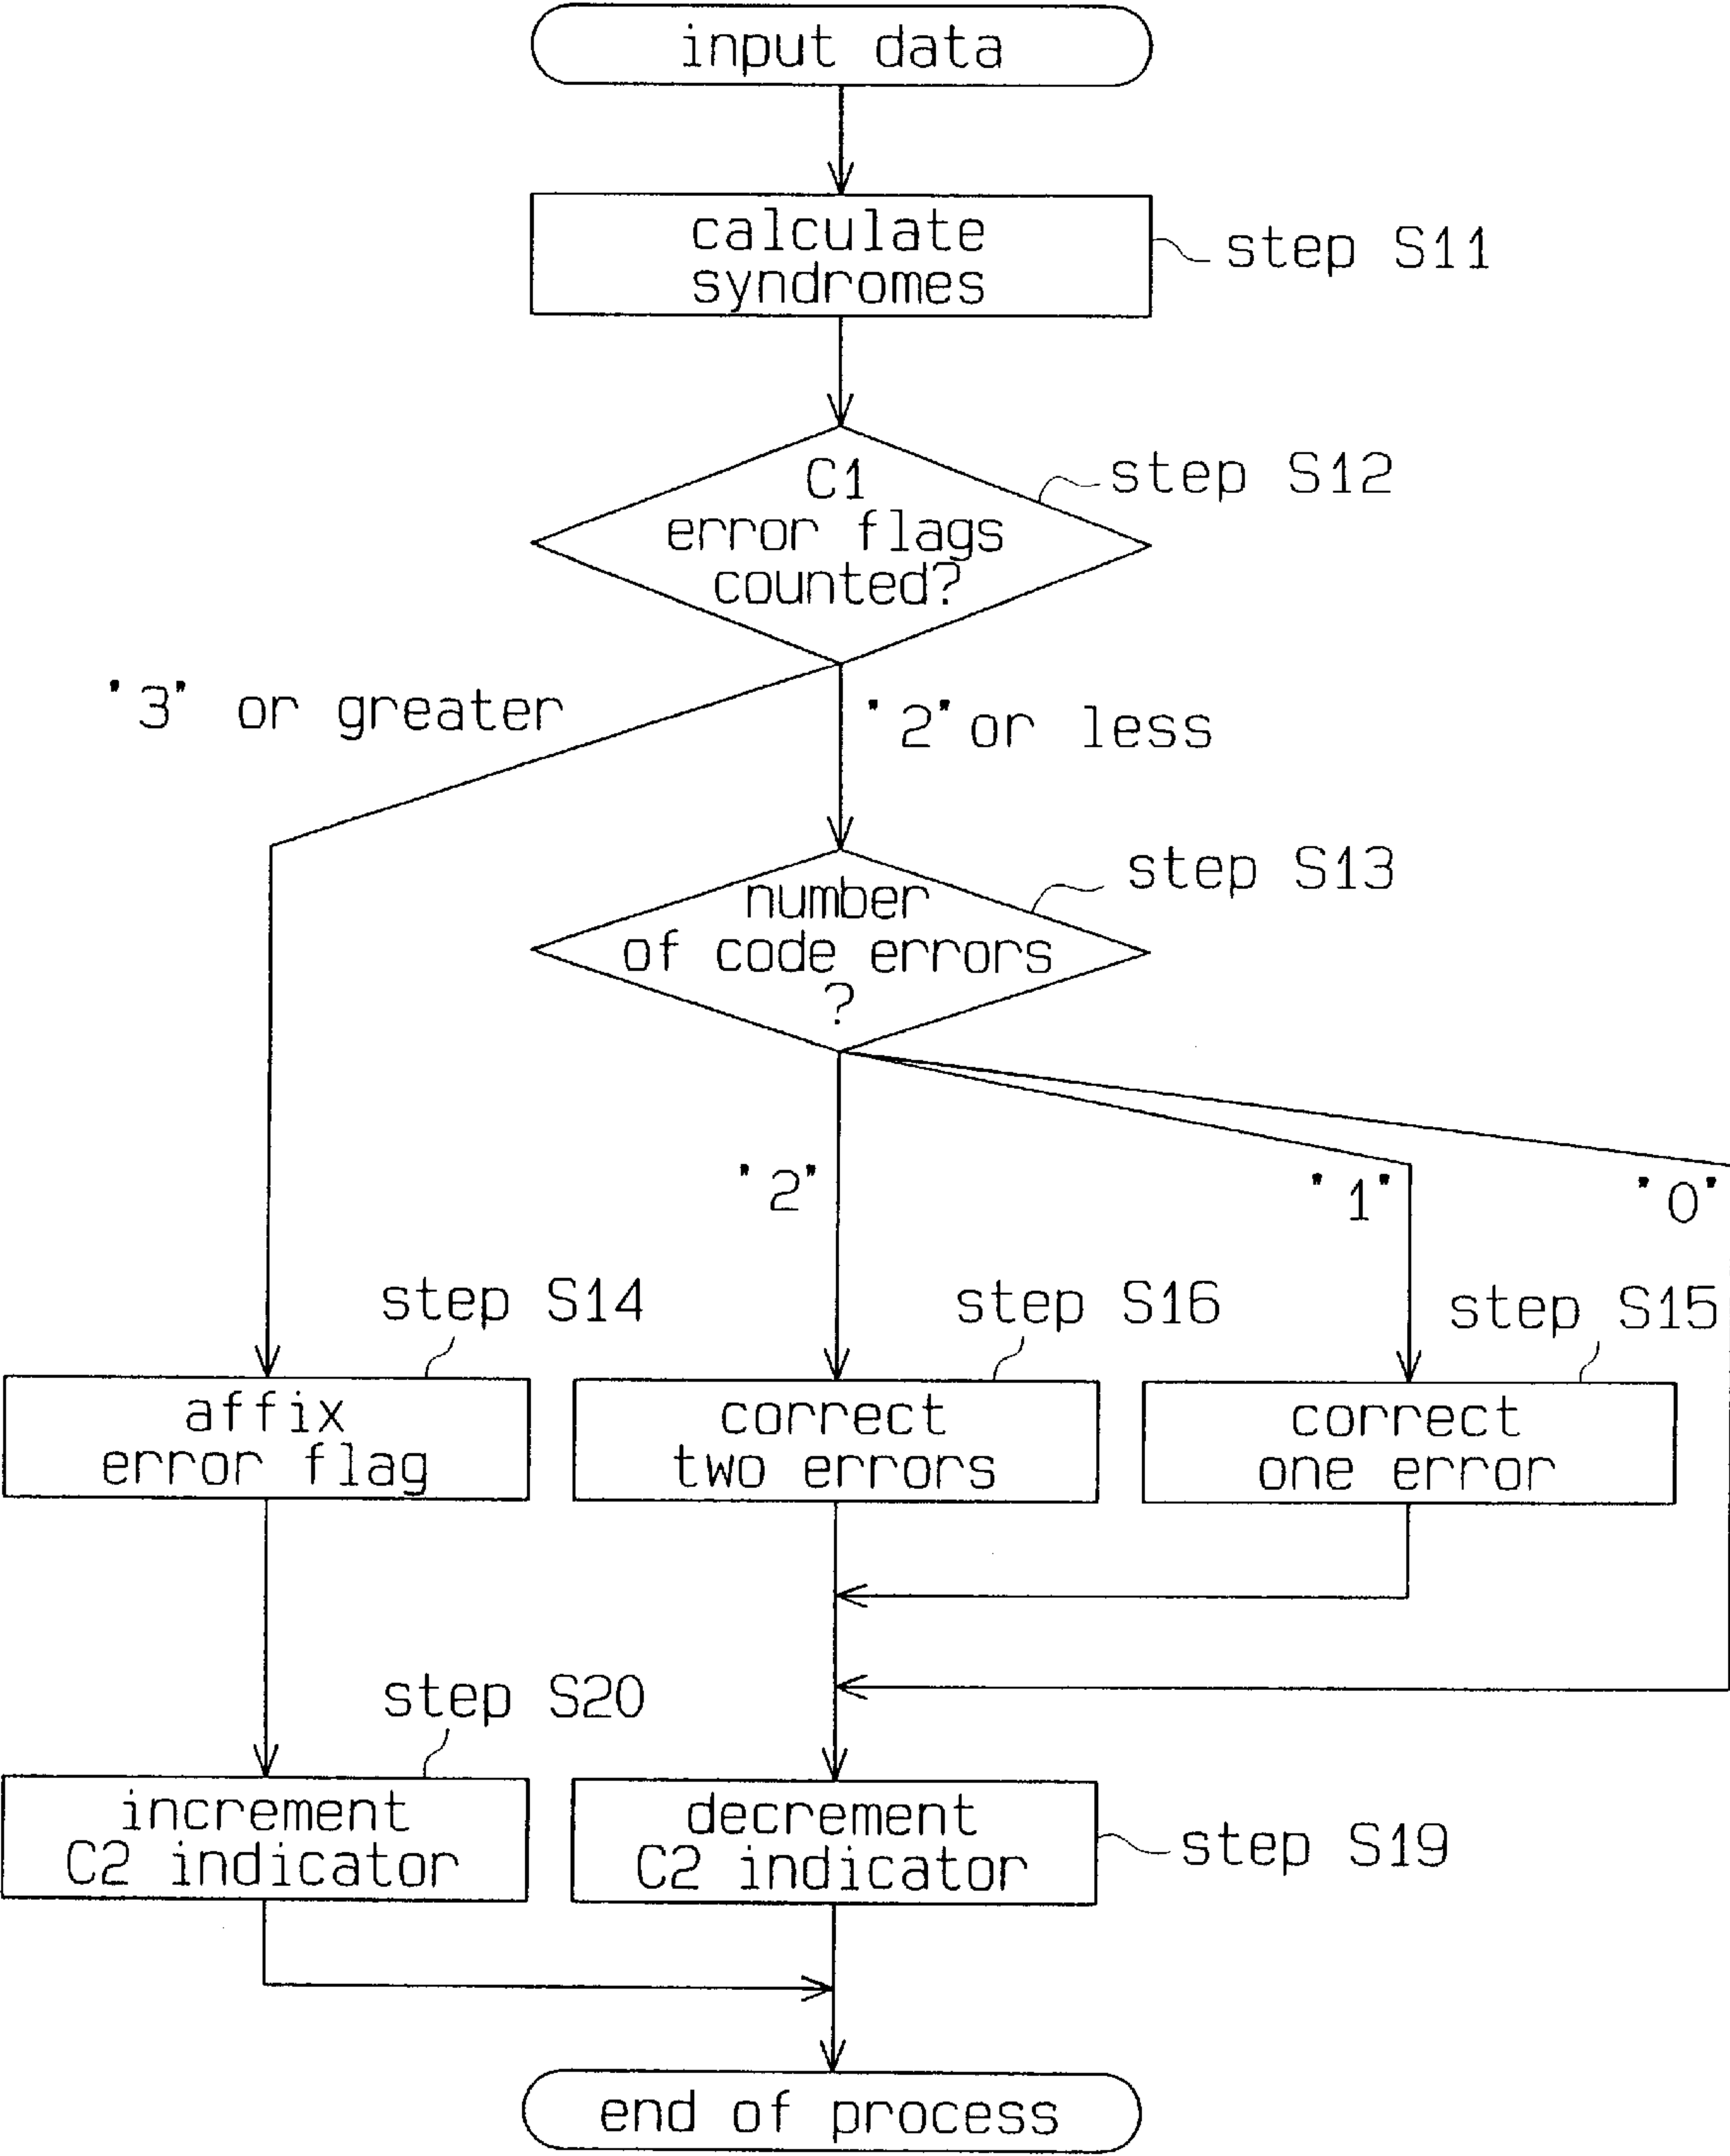 input data
calculate
syndromes
step S11
C1
error flags
counted?
step S12
"3" or greater
"2" or less
number
of code errors
?
step S13
"2"
"1"
"0"
step S14
step S16
step S15
affix
error flag
correct
two errors
correct
one error
step S20
increment
C2 indicator
decrement
C2 indicator
step S19
end of process